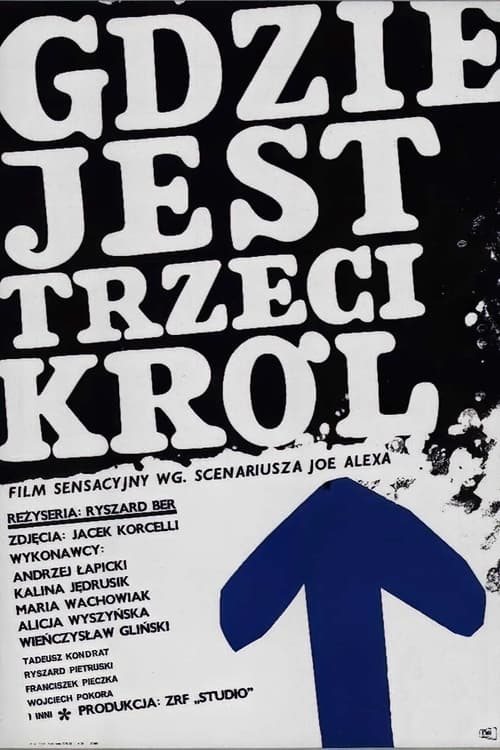 GDZIE
JEST
TRZECI
KRÓL
FILM SENSACYJNY WG. SCENARIUSZA JOE ALEXA
REŻYSERIA: RYSZARD BER
ZDJĘCIA: JACEK KORCELLI
WYKONAWCY:
ANDRZEJ ŁAPICKI
KALINA JĘDRUSIK
MARIA WACHOWIAK
ALICJA WYSZYŃSKA
WIEŃCZYSŁAW GLIŃSKI
TADEUSZ KONDRAT
RYSZARD PIETRUSKI
FRANCISZEK PIECZKA
WOJCIECH POKORA
I INNI * PRODUKCJA: ZRF „STUDIO"